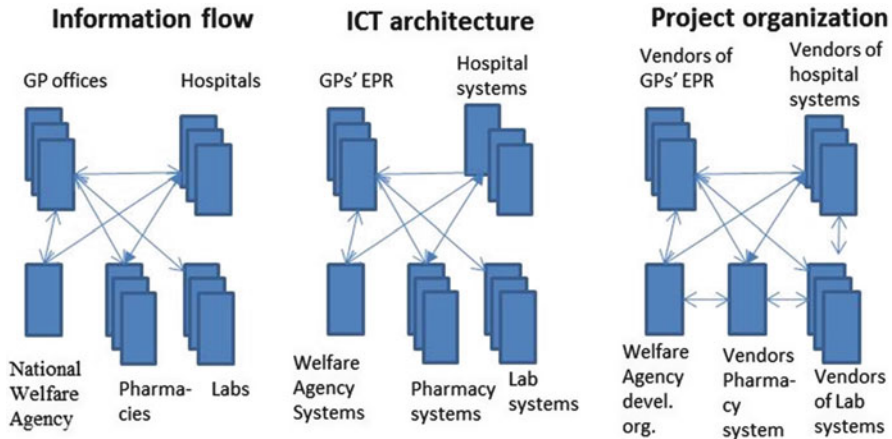 Information flow
GP offices
Hospitals
National
Welfare
Agency
Pharma-
cies
Labs
ICT architecture
GPs' EPR
Hospital
systems
Welfare
Agency
Systems
Pharmacy systems
Lab
systems
Project organization
Vendors of
GPs' EPR
Vendors of
hospital
systems
Welfare
Agency
devel.
org.
Vendors
Pharma-
cy
system
Vendors
of Lab
systems